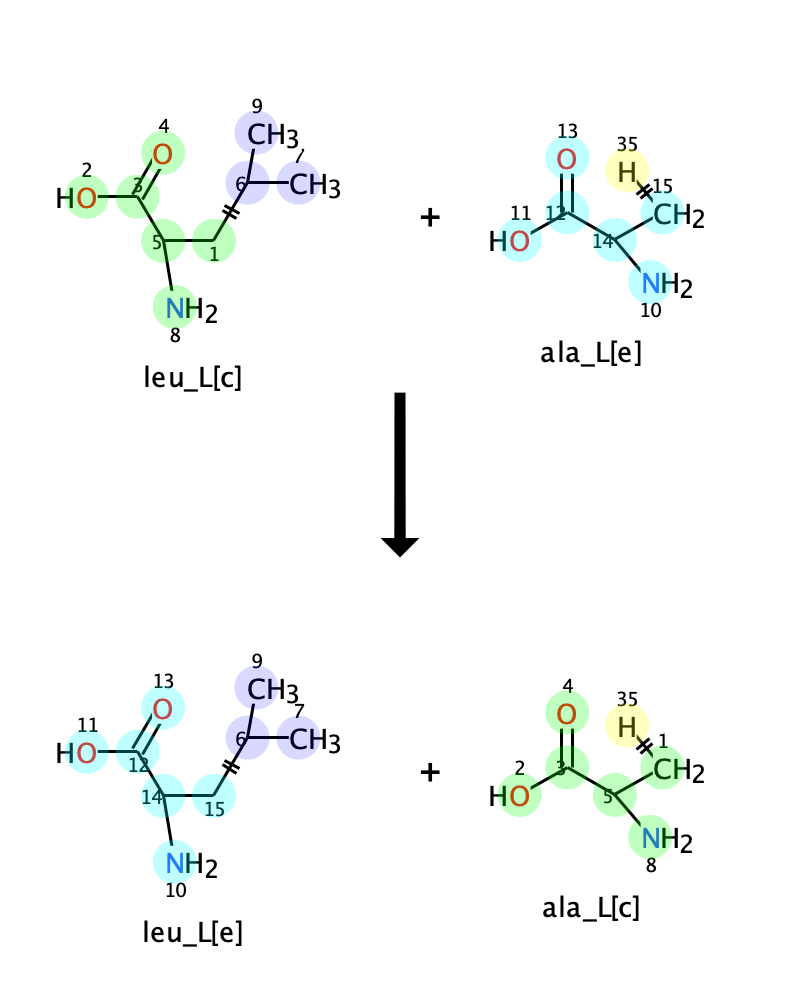 9
4 CH3
2 O 7
HO 3 6 CH3
5 1
NH2
8
leu_L[c]
+
13 35
O H 15
11 12 CH2
HO 14
NH2
10
ala_L[e]
9
13 CH3
11 O 7
HO 12 6 CH3
14 15
NH2
10
leu_L[e]
+
4 35
O H 1
2 3 CH2
HO 5
NH2
8
ala_L[c]